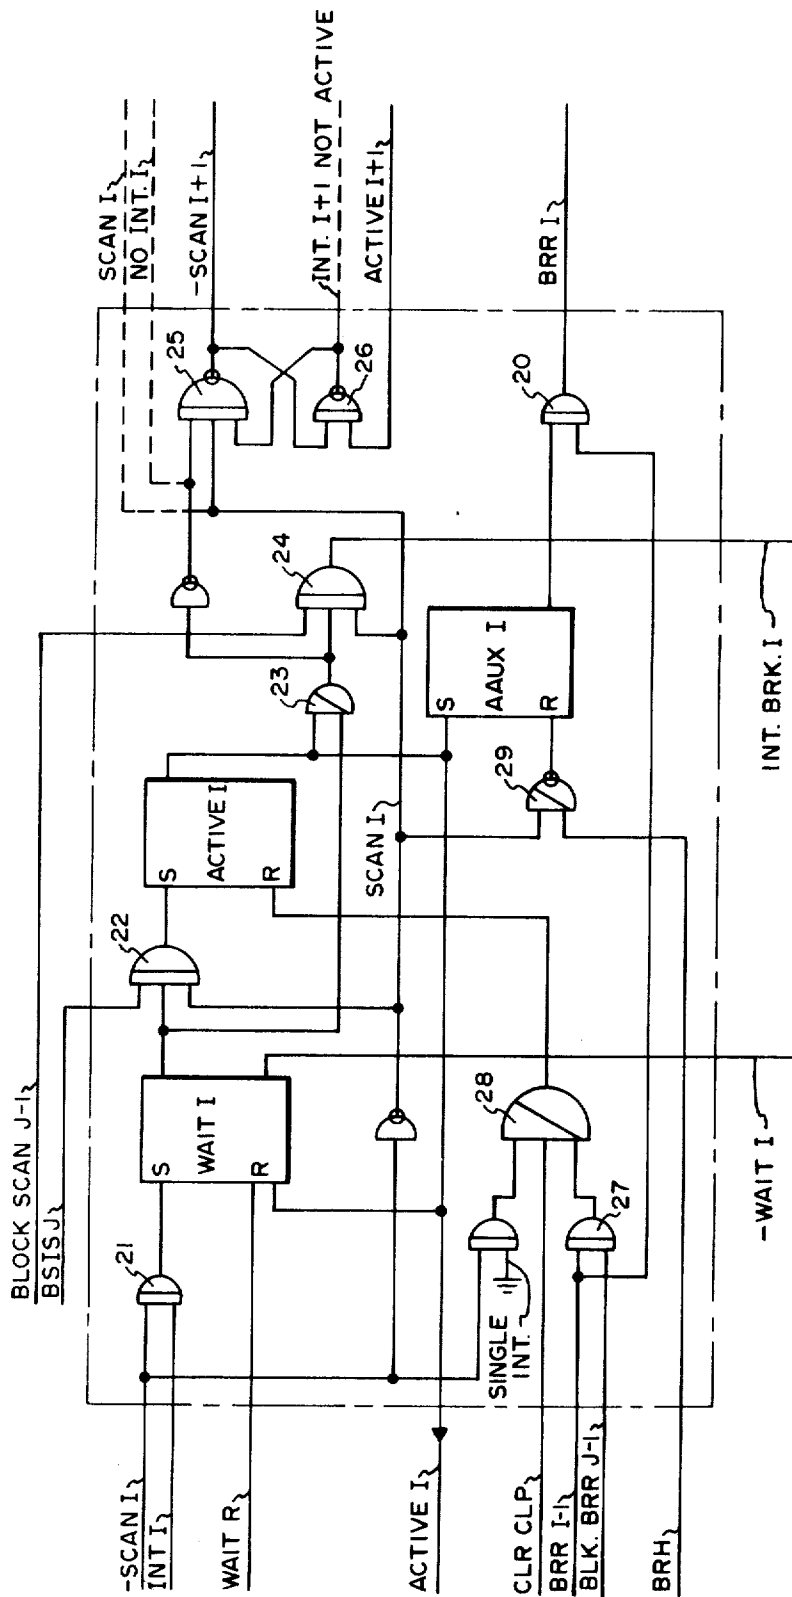 -SCAN I
INT I
WAIT R
ACTIVE I
CLR CLP
BRR I-1
BLK. BRR J-1
BRH
BLOCK SCAN J-1
BSIS J
21
WAIT I
S
R
SINGLE
INT.
28
27
-WAIT I
22
ACTIVE I
S
R
SCAN I
23
24
29
AAUX I
S
R
INT. BRK. I
25
26
20
SCAN I
NO INT. I
-SCAN I+1
INT. I+1 NOT ACTIVE
ACTIVE I+1
BRR I